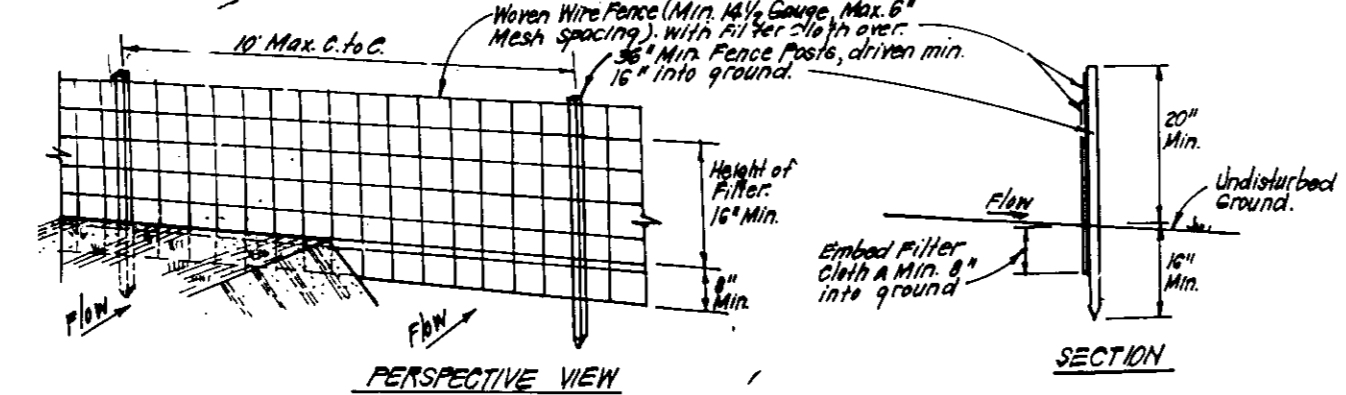 Woven Wire Fence (Min. 14½ Gauge, Max. 6"
Mesh Spacing). With Filter Cloth over.
36" Min. Fence Posts, driven min.
16" into ground.
10' Max. C. to C.
Height of
Filter.
16" Min.
8"
Min.
Flow
Flow
PERSPECTIVE VIEW
20"
Min.
Undisturbed
Ground.
Flow
Embed Filter
Cloth A Min. 8"
into ground
16"
Min.
SECTION